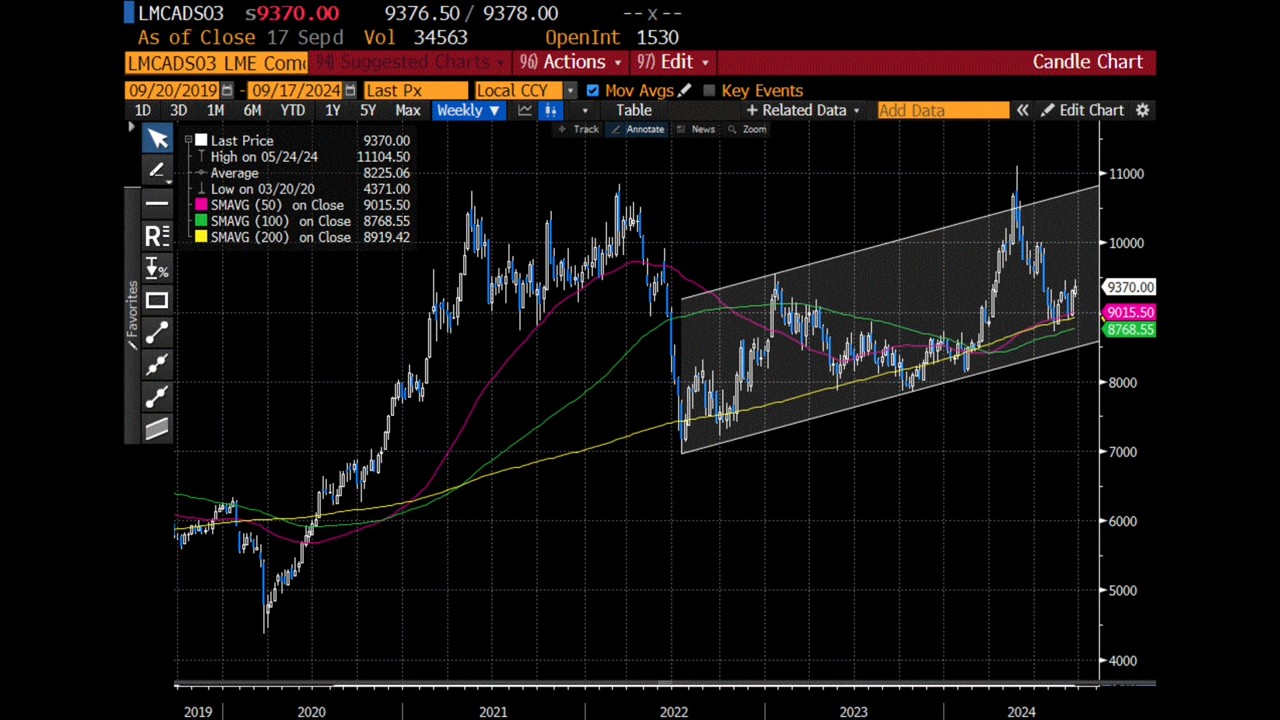 LMCADS03 s9370.00 9376.50 / 9378.00 -- x --
As of Close 17 Sepd Vol 34563 OpenInt 1530
LMCADS03 LME Com 94) Suggested Charts 96) Actions 97) Edit Candle Chart
09/20/2019 - 09/17/2024 Last Px Local CCY Mov Avgs Key Events
1D 3D 1M 6M YTD 1Y 5Y Max Weekly ▼ Table + Related Data Add Data « Edit Chart
Track Annotate News Zoom
Last Price 9370.00
High on 05/24/24 11104.50
Average 8225.06
Low on 03/20/20 4371.00
SMAVG (50) on Close 9015.50
SMAVG (100) on Close 8768.55
SMAVG (200) on Close 8919.42
R
%
Favorites
11000
10000
9370.00
9015.50
8768.55
8000
7000
6000
5000
4000
2019 2020 2021 2022 2023 2024